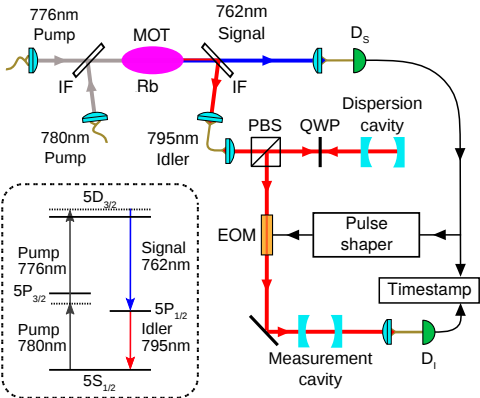 776nm
Pump
MOT
762nm
Signal
D_S
IF
Rb
IF
780nm
Pump
795nm
Idler
PBS
QWP
Dispersion
cavity
EOM
Pulse
shaper
Timestamp
Measurement
cavity
D_I
5D_3/2
Pump
776nm
Signal
762nm
5P_3/2
5P_1/2
Pump
780nm
Idler
795nm
5S_1/2